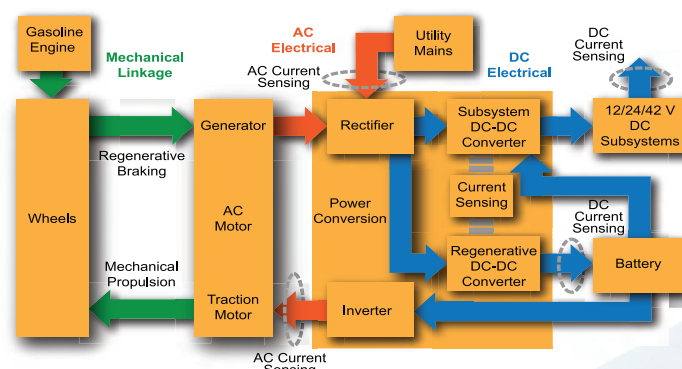 Gasoline
Engine
Mechanical
Linkage
AC
Electrical
AC Current
Sensing
Utility
Mains
DC
Electrical
DC
Current
Sensing
Generator
Rectifier
Subsystem
DC-DC
Converter
12/24/42 V
DC
Subsystems
Regenerative
Braking
Wheels
AC
Motor
Power
Conversion
Current
Sensing
DC
Current
Sensing
Mechanical
Propulsion
Regenerative
DC-DC
Converter
Battery
Traction
Motor
Inverter
AC Current
Sensing